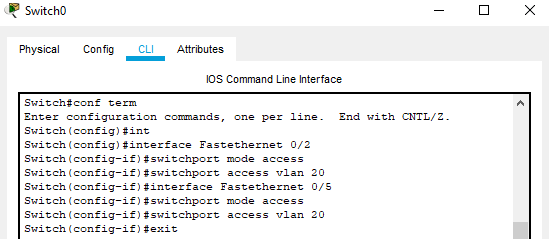 Switch0
Physical Config CLI Attributes
IOS Command Line Interface
Switch#conf term
Enter configuration commands, one per line.  End with CNTL/Z.
Switch(config)#int
Switch(config)#interface Fastethernet 0/2
Switch(config-if)#switchport mode access
Switch(config-if)#switchport access vlan 20
Switch(config-if)#interface Fastethernet 0/5
Switch(config-if)#switchport mode access
Switch(config-if)#switchport access vlan 20
Switch(config-if)#exit